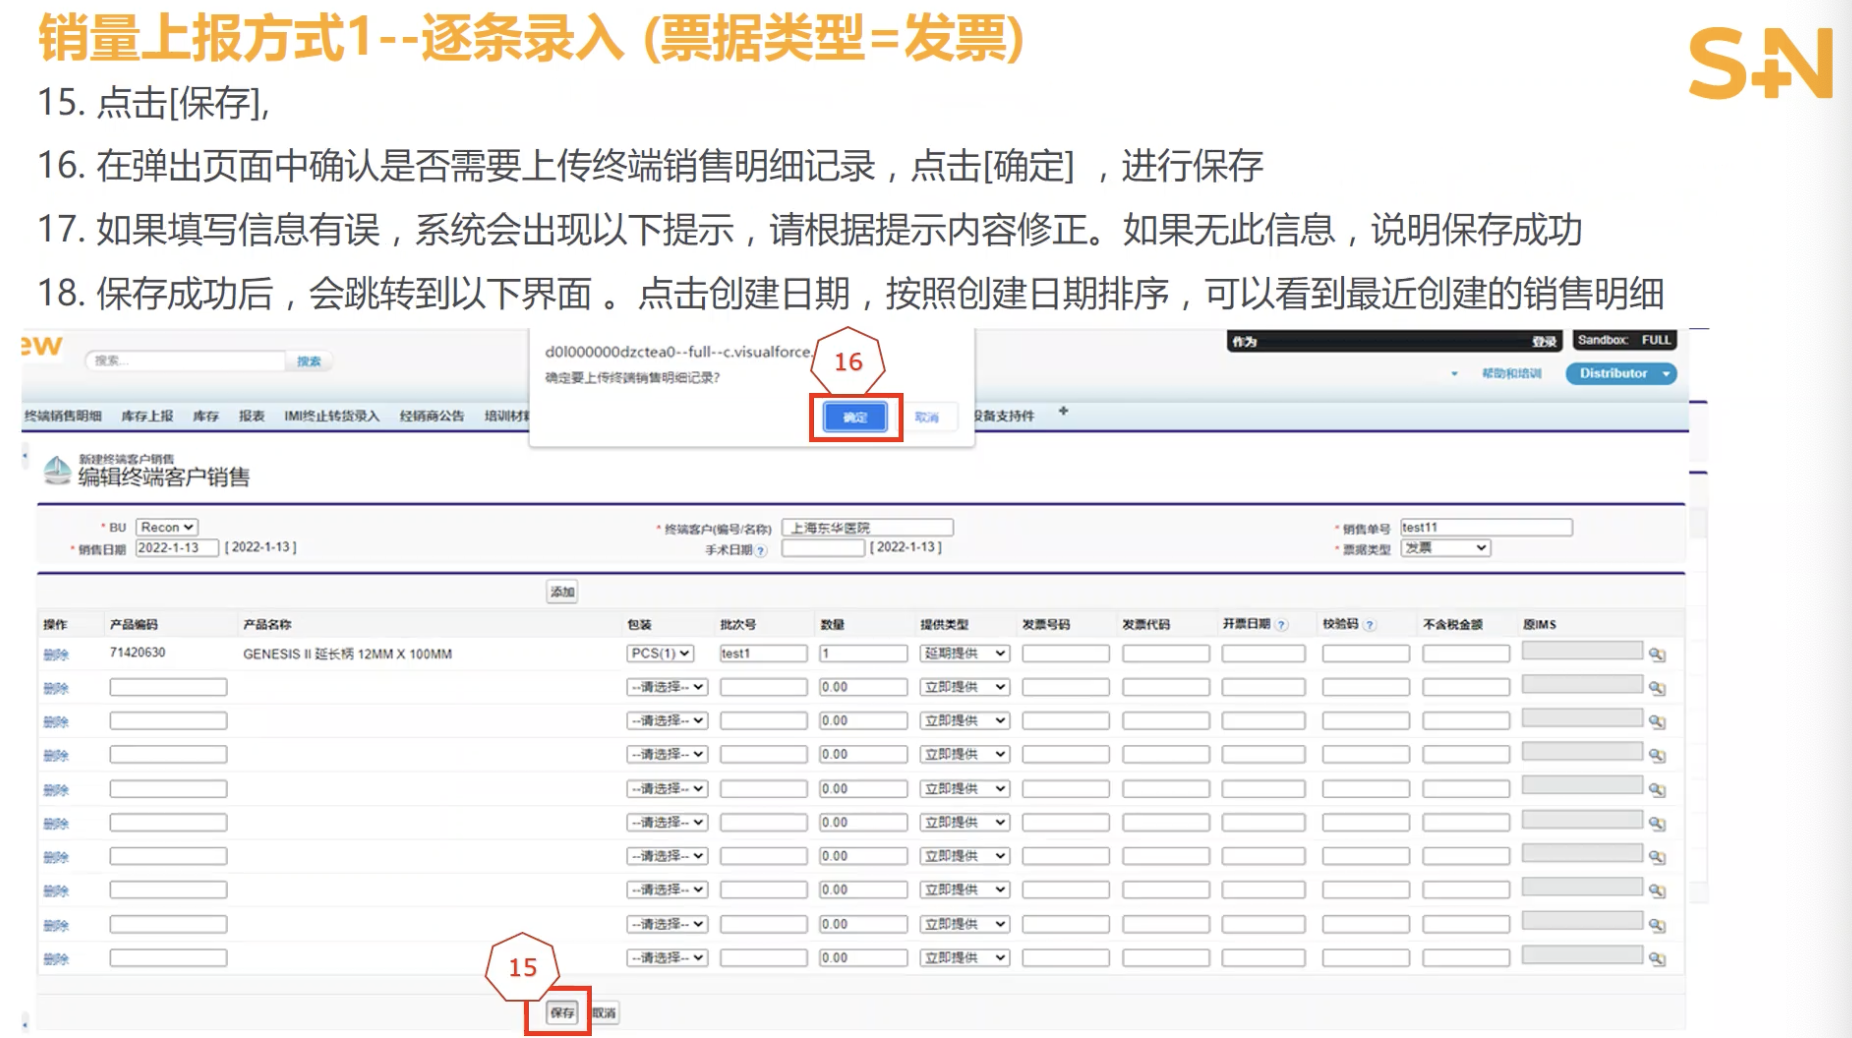 销量上报方式1--逐条录入 (票据类型=发票)
S+N
15. 点击[保存],
16. 在弹出页面中确认是否需要上传终端销售明细记录，点击[确定] ，进行保存
17. 如果填写信息有误，系统会出现以下提示，请根据提示内容修正。如果无此信息，说明保存成功
18. 保存成功后，会跳转到以下界面 。点击创建日期，按照创建日期排序，可以看到最近创建的销售明细
ew
搜索...
搜索
d0l000000dzctea0--full--c.visualforce.
确定要上传终端销售明细记录?
16
确定
取消
作为
登录
Sandbox: FULL
帮助和培训
Distributor
终端销售明细 库存上报 库存 报表 IMI终止转货录入 经销商公告 培训材料 设备支持件 +
新建终端客户销售
编辑终端客户销售
* BU Recon * 终端客户(编号/名称) 上海东华医院 * 销售单号 test11
* 销售日期 2022-1-13 [ 2022-1-13 ] 手术日期 ? [ 2022-1-13 ] * 票据类型 发票
添加
操作 产品编码 产品名称 包装 批次号 数量 提供类型 发票号码 发票代码 开票日期 ? 校验码 ? 不含税金额 原IMS
删除 71420630 GENESIS II 延长柄 12MM X 100MM PCS(1) test1 1 延期提供
删除 --请选择-- 0.00 立即提供
删除 --请选择-- 0.00 立即提供
删除 --请选择-- 0.00 立即提供
删除 --请选择-- 0.00 立即提供
删除 --请选择-- 0.00 立即提供
删除 --请选择-- 0.00 立即提供
删除 --请选择-- 0.00 立即提供
删除 --请选择-- 0.00 立即提供
删除 --请选择-- 0.00 立即提供
15
保存 取消